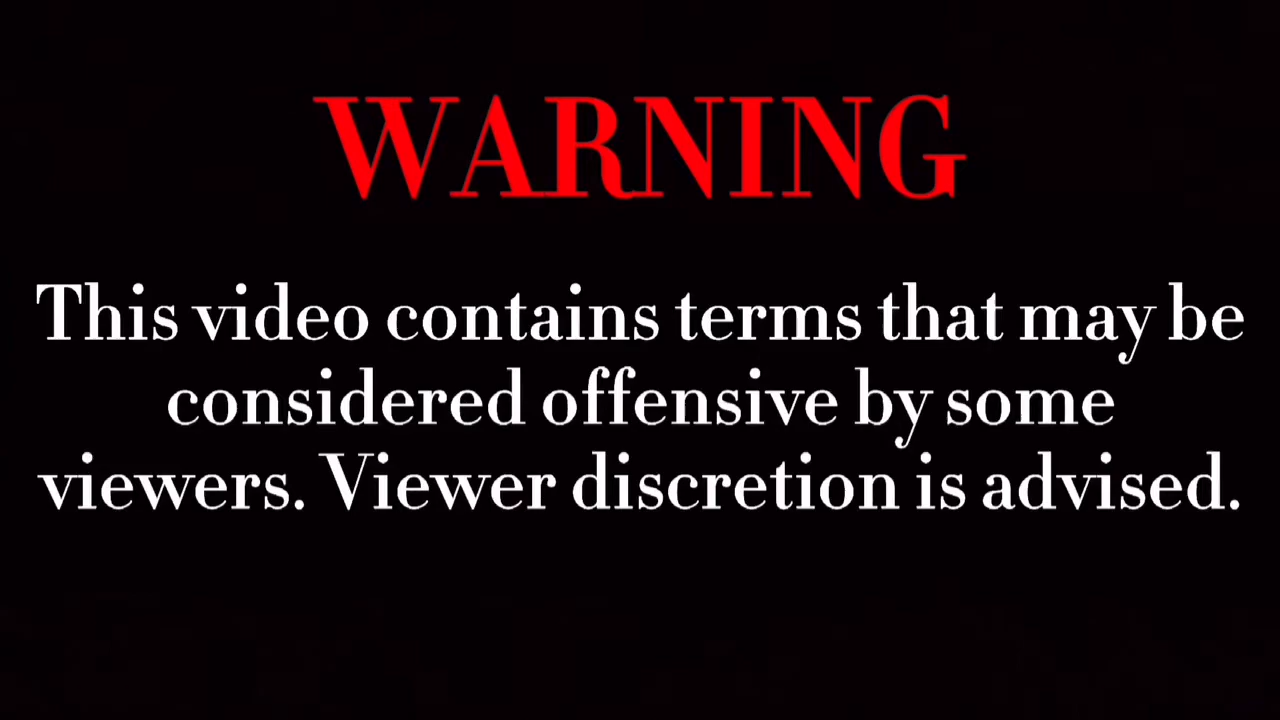 WARNING
This video contains terms that may be
considered offensive by some
viewers. Viewer discretion is advised.